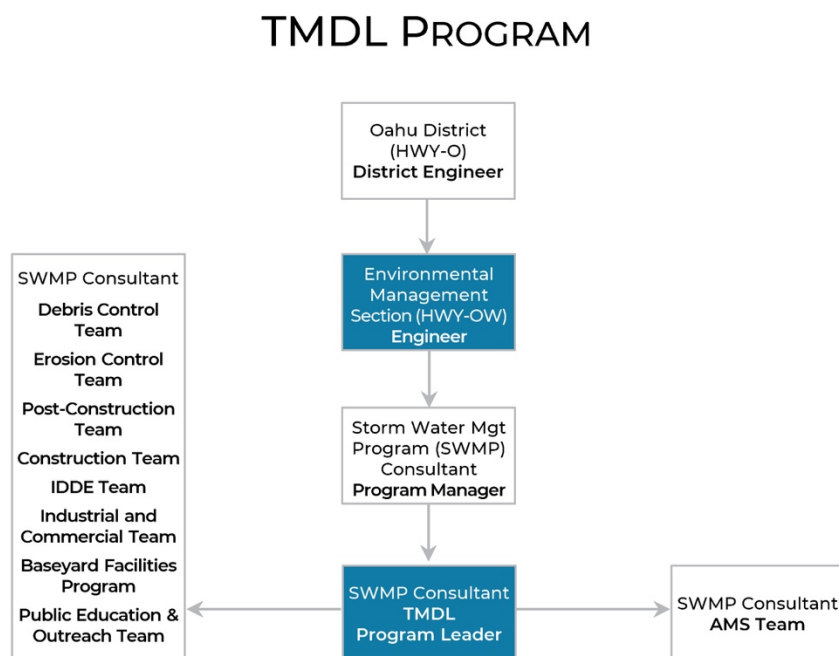 TMDL PROGRAM
Oahu District
(HWY-O)
District Engineer
Environmental
Management
Section (HWY-OW)
Engineer
Storm Water Mgt
Program (SWMP)
Consultant
Program Manager
SWMP Consultant
TMDL
Program Leader
SWMP Consultant
Debris Control
Team
Erosion Control
Team
Post-Construction
Team
Construction Team
IDDE Team
Industrial and
Commercial Team
Baseyard Facilities
Program
Public Education &
Outreach Team
SWMP Consultant
AMS Team